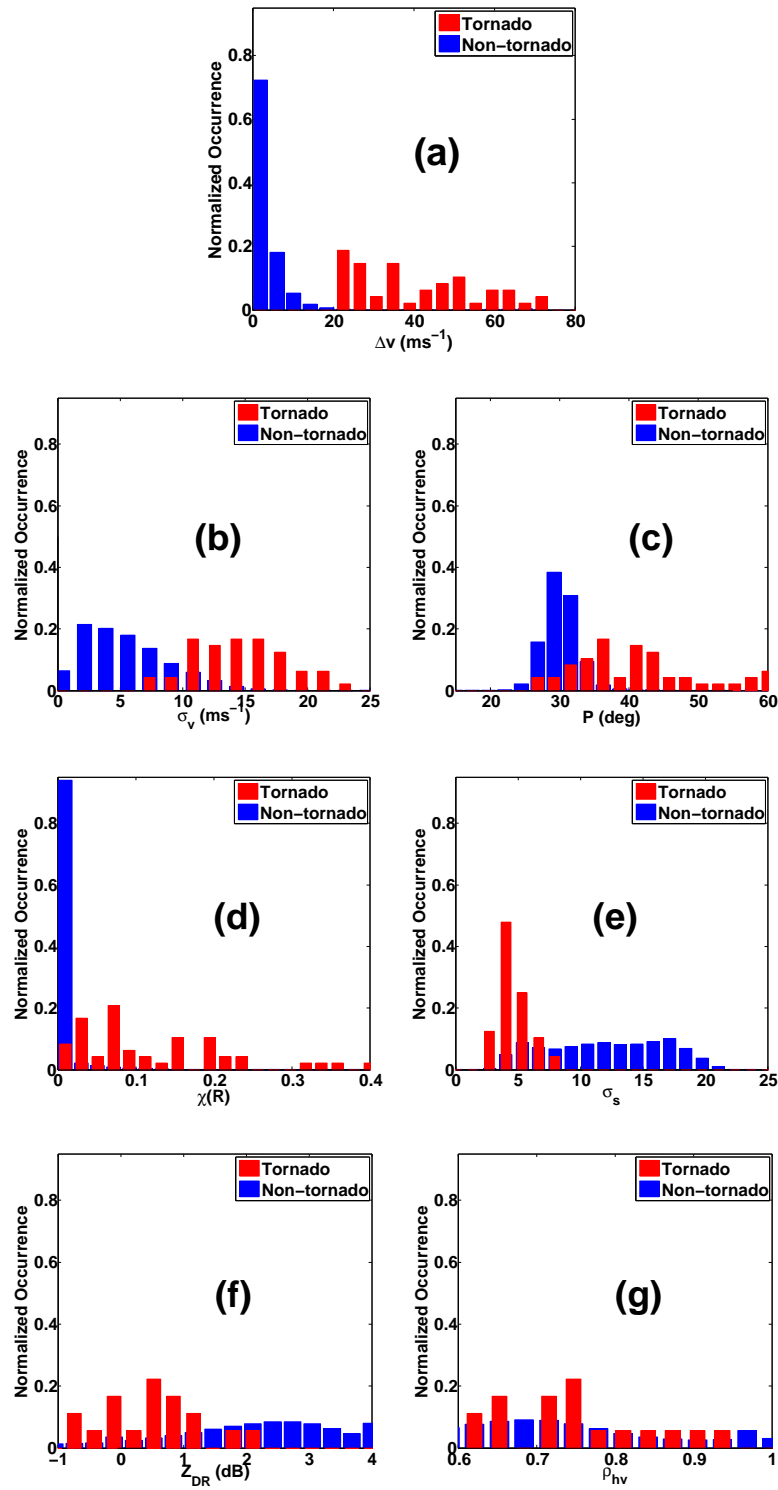 Tornado
Non-tornado
0.8
0.6
0.4
0.2
0
Normalized Occurrence
(a)
0 20 40 60 80
Δv (ms⁻¹)
Tornado
Non-tornado
0.8
0.6
0.4
0.2
0
Normalized Occurrence
(b)
0 5 10 15 20 25
σ_v (ms⁻¹)
Tornado
Non-tornado
0.8
0.6
0.4
0.2
0
Normalized Occurrence
(c)
20 30 40 50 60
P (deg)
Tornado
Non-tornado
0.8
0.6
0.4
0.2
0
Normalized Occurrence
(d)
0 0.1 0.2 0.3 0.4
χ(R)
Tornado
Non-tornado
0.8
0.6
0.4
0.2
0
Normalized Occurrence
(e)
0 5 10 15 20 25
σ_s
Tornado
Non-tornado
0.8
0.6
0.4
0.2
0
Normalized Occurrence
(f)
−1 0 1 2 3 4
Z_DR (dB)
Tornado
Non-tornado
0.8
0.6
0.4
0.2
0
Normalized Occurrence
(g)
0.6 0.7 0.8 0.9 1
ρ_hv